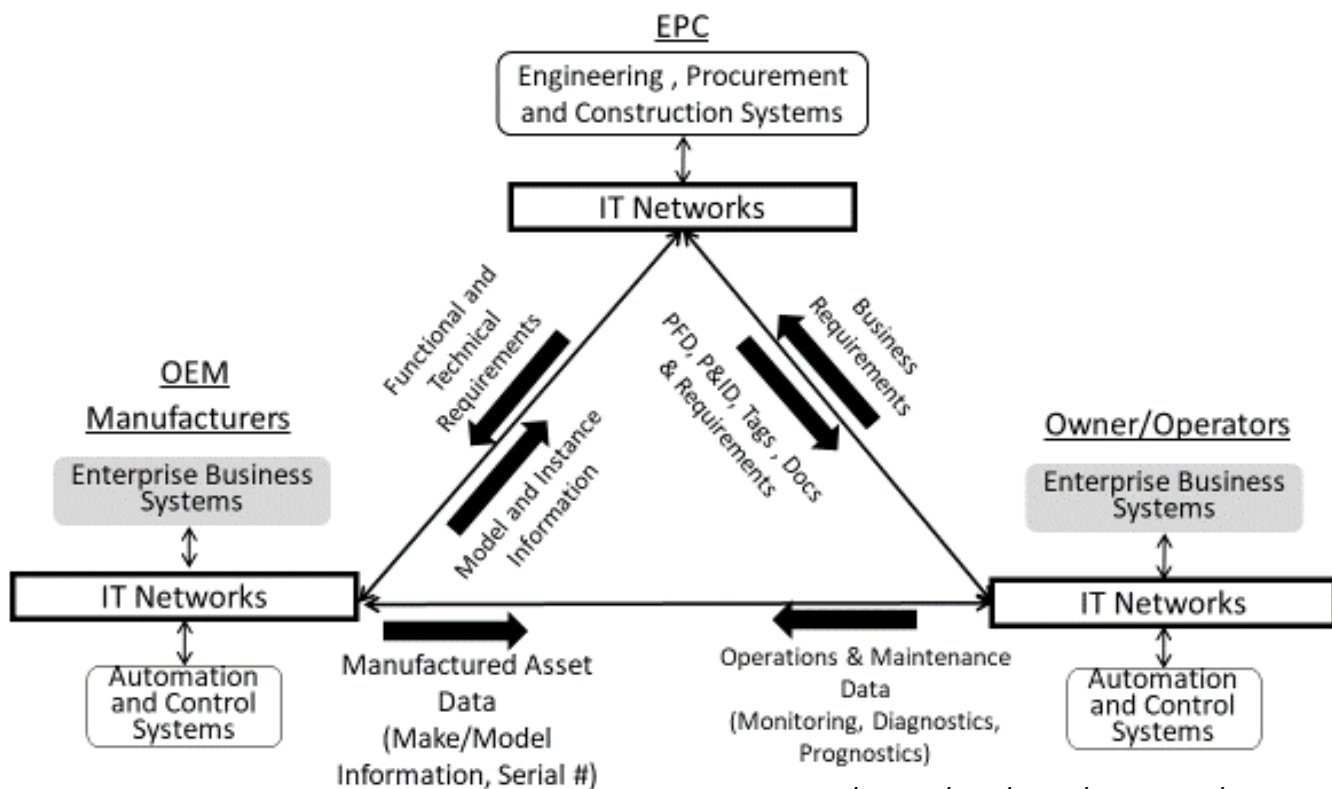 EPC
Engineering , Procurement
and Construction Systems
IT Networks
Functional and
Technical
Requirements
Model and Instance
Information
Business
Requirements
PFD, P&ID, Tags , Docs
& Requirements
OEM
Manufacturers
Enterprise Business
Systems
IT Networks
Automation
and Control
Systems
Owner/Operators
Enterprise Business
Systems
IT Networks
Automation
and Control
Systems
Manufactured Asset
Data
(Make/Model
Information, Serial #)
Operations & Maintenance
Data
(Monitoring, Diagnostics,
Prognostics)